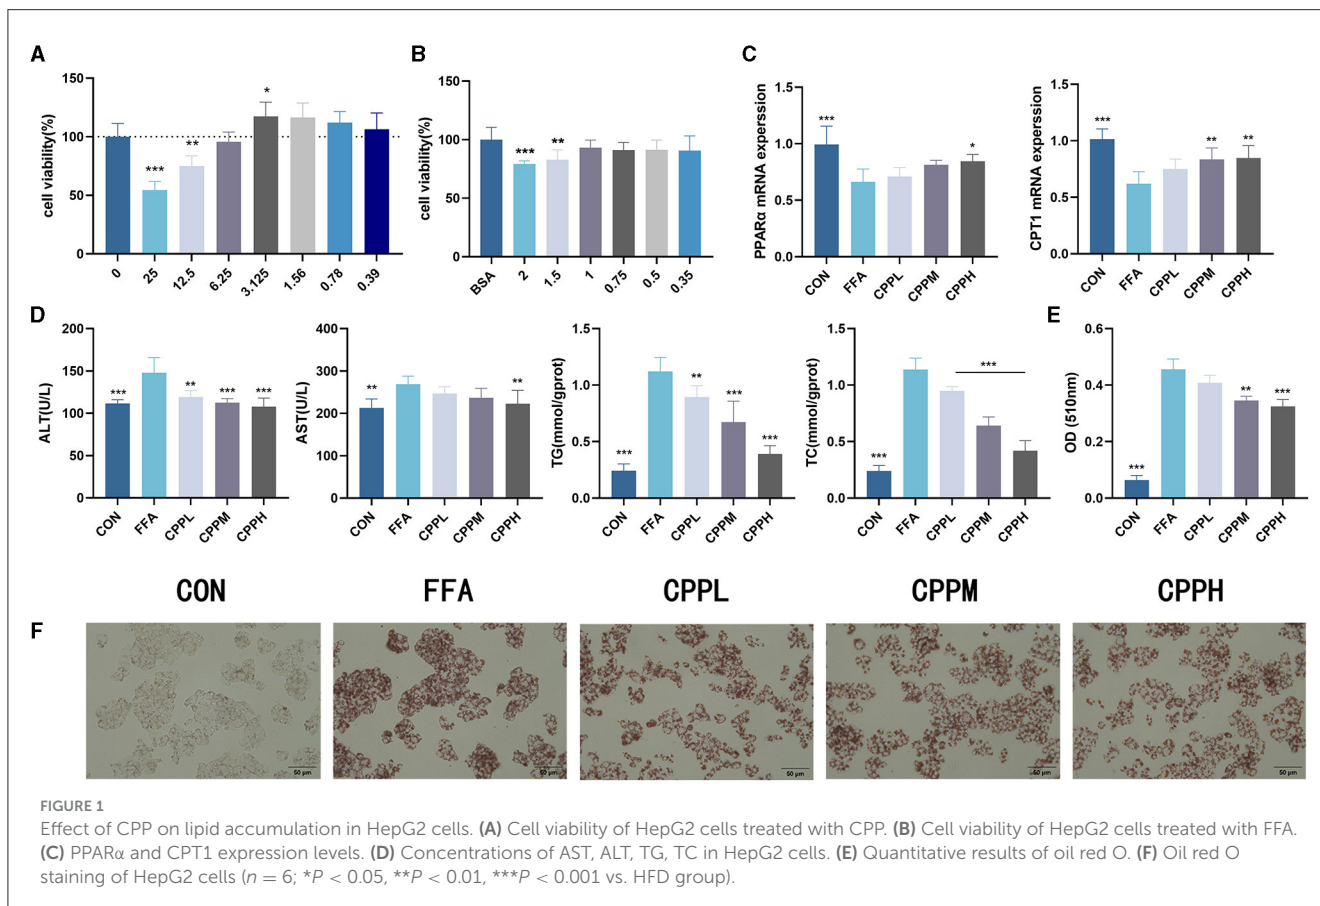 A
cell viability(%)
150
100
50
0
***
**
*
0
25
12.5
6.25
3.125
1.56
0.78
0.39
B
cell viability(%)
150
100
50
0
***
**
BSA
2
1.5
1
0.75
0.5
0.35
C
PPARα mRNA experssion
1.5
1.0
0.5
0.0
***
*
CON
FFA
CPPL
CPPM
CPPH
CPT1 mRNA experssion
1.5
1.0
0.5
0.0
***
**
**
CON
FFA
CPPL
CPPM
CPPH
D
ALT(U/L)
200
150
100
50
0
***
**
***
***
CON
FFA
CPPL
CPPM
CPPH
AST(U/L)
400
300
200
100
0
**
**
CON
FFA
CPPL
CPPM
CPPH
TG(mmol/gprot)
1.5
1.0
0.5
0.0
***
**
***
***
CON
FFA
CPPL
CPPM
CPPH
TC(mmol/gprot)
1.5
1.0
0.5
0.0
***
***
CON
FFA
CPPL
CPPM
CPPH
E
OD (510nm)
0.6
0.4
0.2
0.0
***
**
***
CON
FFA
CPPL
CPPM
CPPH
CON FFA CPPL CPPM CPPH
F
50 μm
50 μm
50 μm
50 μm
50 μm
FIGURE 1
Effect of CPP on lipid accumulation in HepG2 cells. (A) Cell viability of HepG2 cells treated with CPP. (B) Cell viability of HepG2 cells treated with FFA.
(C) PPARα and CPT1 expression levels. (D) Concentrations of AST, ALT, TG, TC in HepG2 cells. (E) Quantitative results of oil red O. (F) Oil red O
staining of HepG2 cells (n = 6; *P < 0.05, **P < 0.01, ***P < 0.001 vs. HFD group).